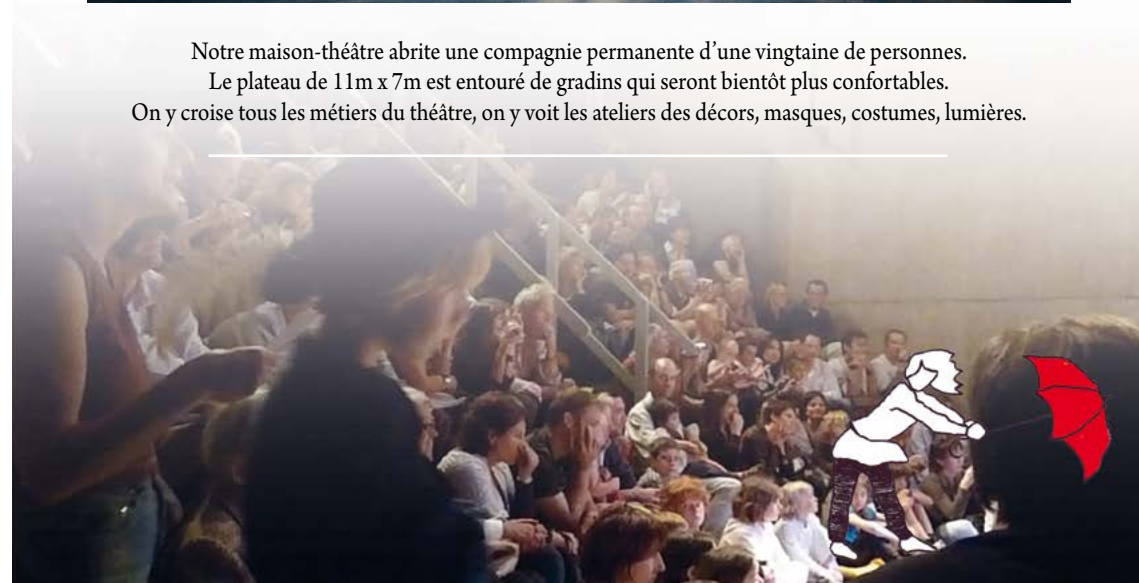 Notre maison-théâtre abrite une compagnie permanente d’une vingtaine de personnes.
Le plateau de 11m x 7m est entouré de gradins qui seront bientôt plus confortables.
On y croise tous les métiers du théâtre, on y voit les ateliers des décors, masques, costumes, lumières.